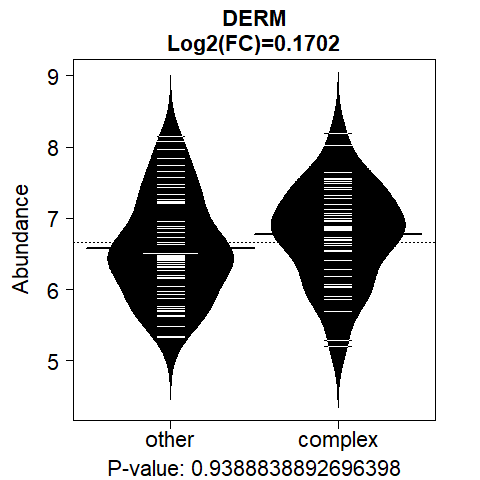 DERM
Log2(FC)=0.1702
9
8
7
6
5
Abundance
other complex
P-value: 0.9388838892696398